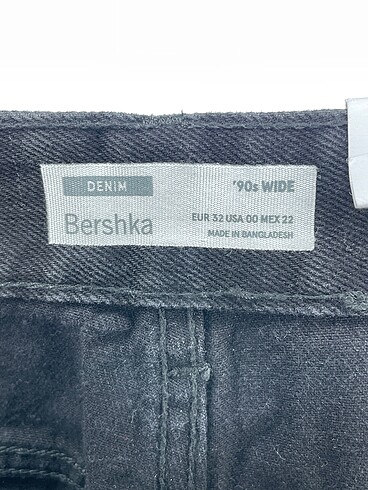 DENIM
'90s WIDE
Bershka
EUR 32 USA 00 MEX 22
MADE IN BANGLADESH